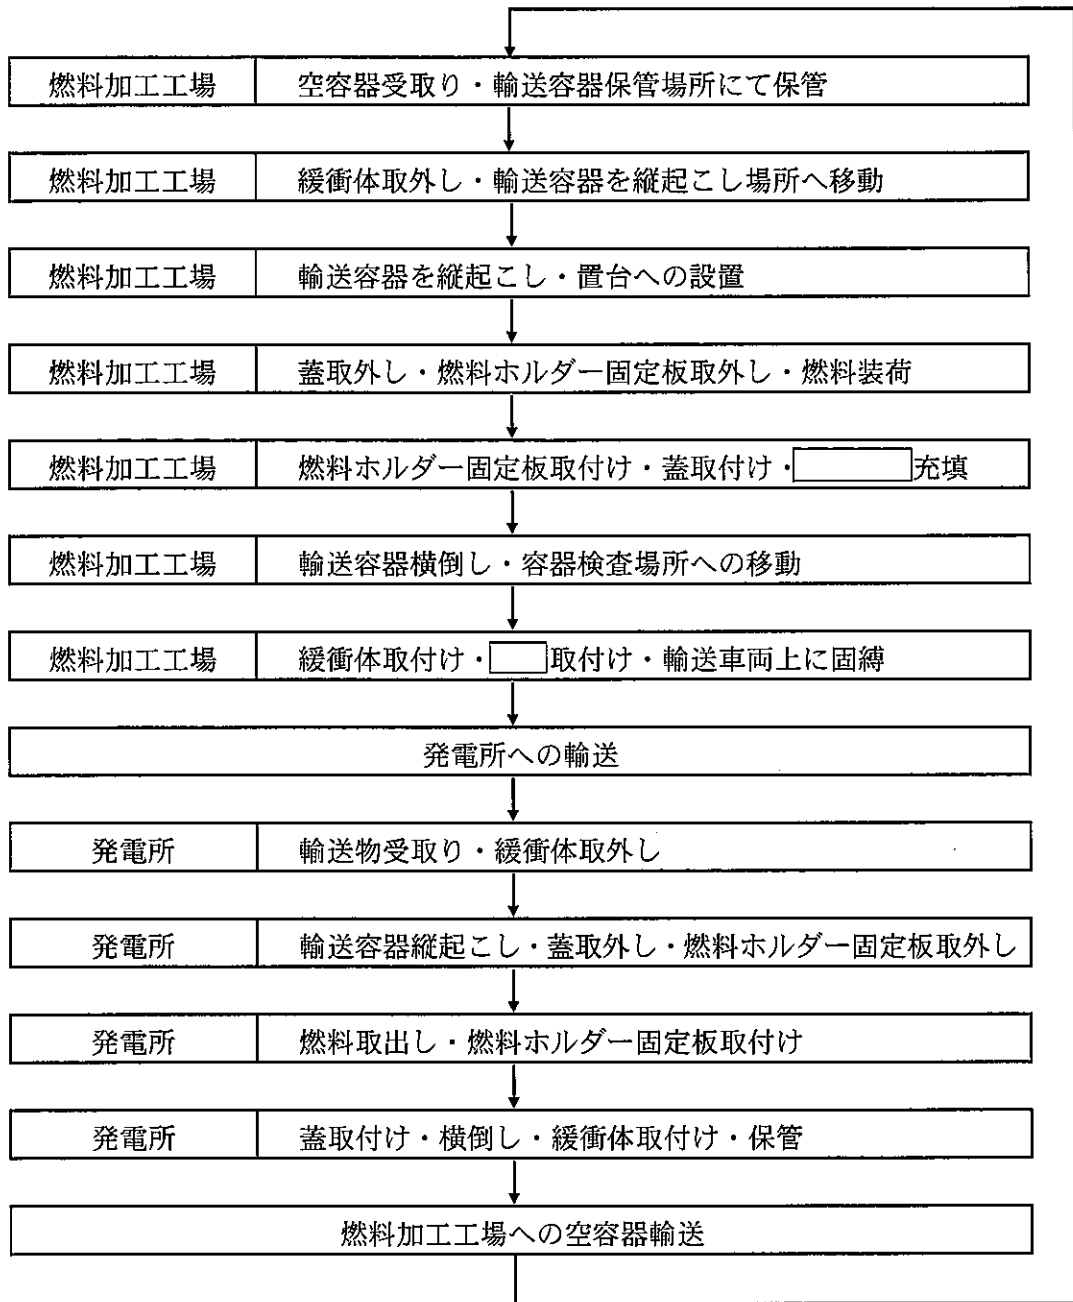 燃料加工工場 空容器受取り・輸送容器保管場所にて保管
燃料加工工場 緩衝体取外し・輸送容器を縦起こし場所へ移動
燃料加工工場 輸送容器を縦起こし・置台への設置
燃料加工工場 蓋取外し・燃料ホルダー固定板取外し・燃料装荷
燃料加工工場 燃料ホルダー固定板取付け・蓋取付け・充填
燃料加工工場 輸送容器横倒し・容器検査場所への移動
燃料加工工場 緩衝体取付け・取付け・輸送車両上に固縛
発電所への輸送
発電所 輸送物受取り・緩衝体取外し
発電所 輸送容器縦起こし・蓋取外し・燃料ホルダー固定板取外し
発電所 燃料取出し・燃料ホルダー固定板取付け
発電所 蓋取付け・横倒し・緩衝体取付け・保管
燃料加工工場への空容器輸送